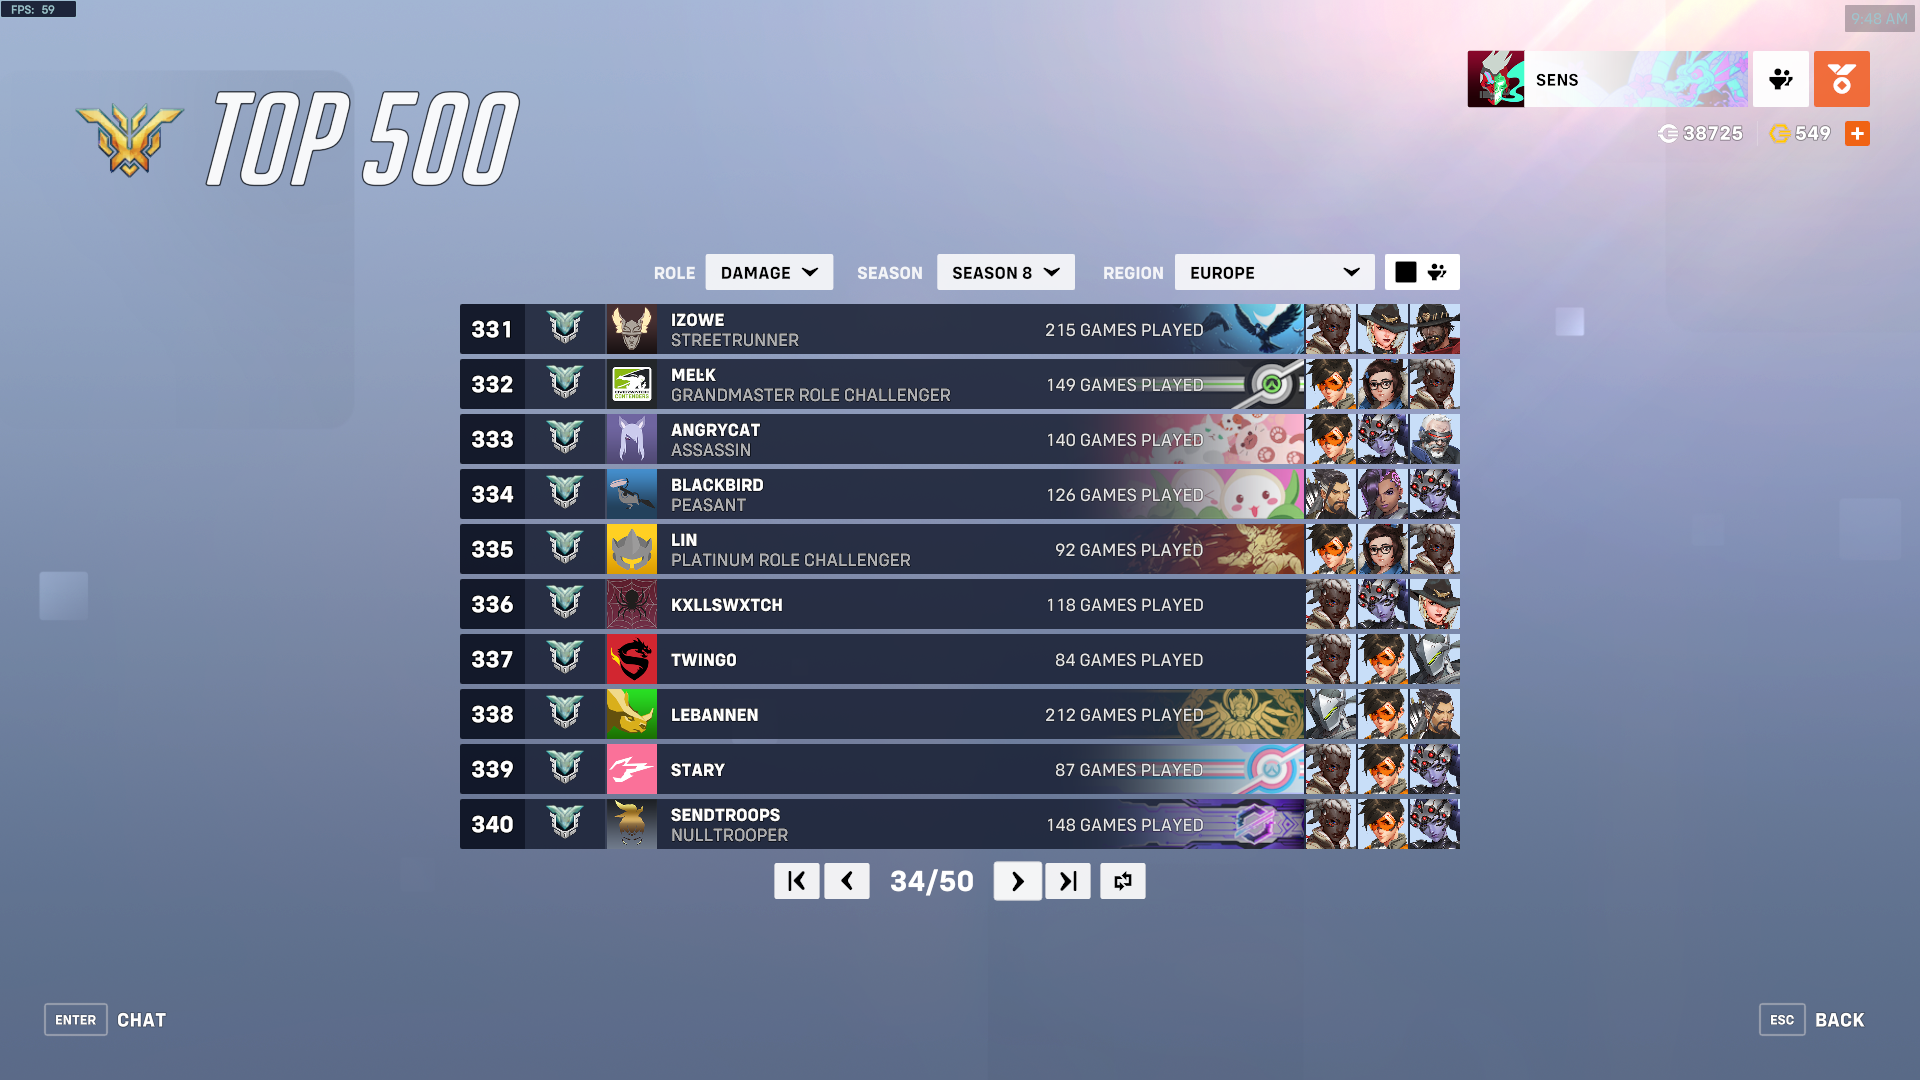 FPS: 59
9:48 AM
TOP 500
SENS
38725
549
ROLE DAMAGE SEASON SEASON 8 REGION EUROPE
331 IZOWE 215 GAMES PLAYED
STREETRUNNER
332 MEŁK 149 GAMES PLAYED
GRANDMASTER ROLE CHALLENGER
333 ANGRYCAT 140 GAMES PLAYED
ASSASSIN
334 BLACKBIRD 126 GAMES PLAYED
PEASANT
335 LIN 92 GAMES PLAYED
PLATINUM ROLE CHALLENGER
336 KXLLSWXTCH 118 GAMES PLAYED
337 TWINGO 84 GAMES PLAYED
338 LEBANNEN 212 GAMES PLAYED
339 STARY 87 GAMES PLAYED
340 SENDTROOPS 148 GAMES PLAYED
NULLTROOPER
34/50
ENTER CHAT
ESC BACK